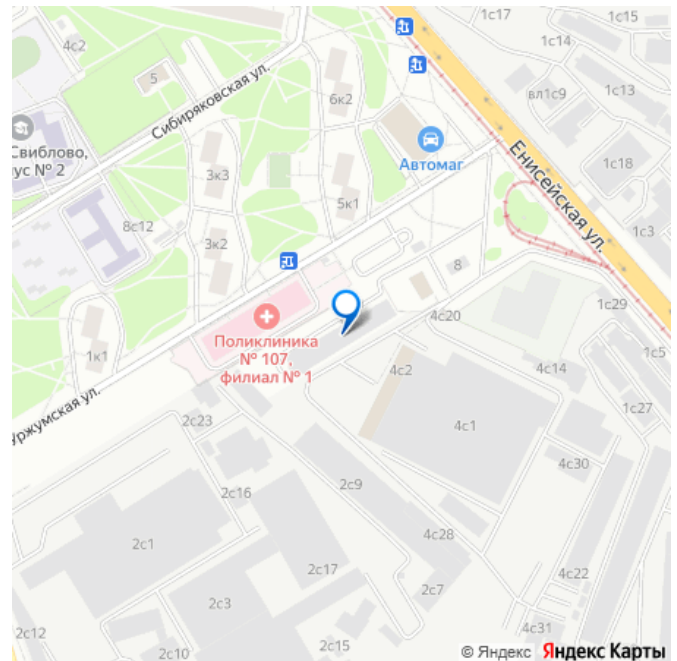 4с2
5
Сибиряковская ул.
6к2
Автомаг
Енисейская ул.
1с17
1с15
1с14
вл1с9
1с13
1с18
1с3
Свиблово,
ус № 2
3к3
5к1
8с12
3к2
8
1с29
4с20
1с5
Поликлиника
№ 107,
филиал № 1
1к1
Уржумская ул.
4с2
4с14
4с1
1с27
2с23
4с30
2с16
2с9
4с28
2с1
2с17
4с22
2с7
2с3
2с12
4с31
2с15
2с10
© Яндекс Яндекс Карты